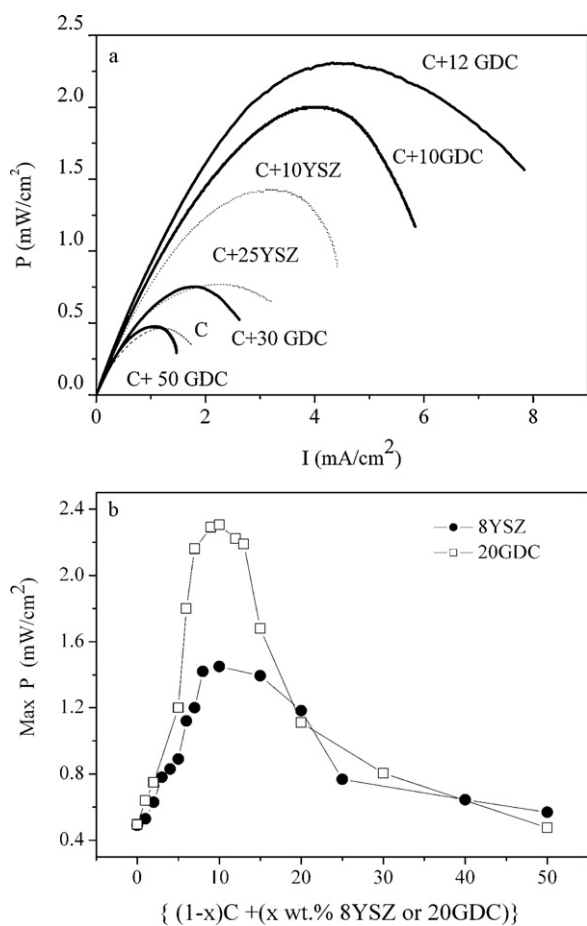 a
2.5
2.0
1.5
1.0
0.5
0.0
P (mW/cm²)
C+12 GDC
C+10GDC
C+10YSZ
C+25YSZ
C
C+30 GDC
C+ 50 GDC
0 2 4 6 8
I (mA/cm²)
b
8YSZ
20GDC
2.4
2.0
1.6
1.2
0.8
0.4
Max P (mW/cm²)
0 10 20 30 40 50
{ (1-x)C +(x wt.% 8YSZ or 20GDC)}